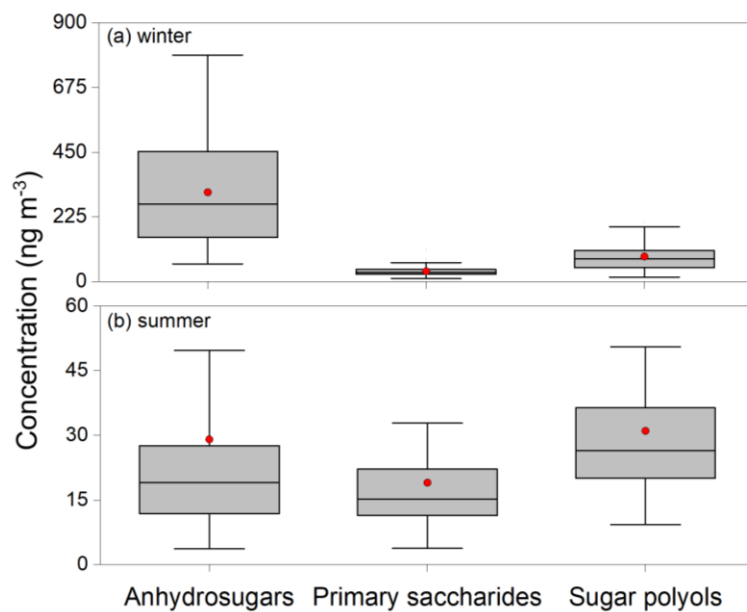 900
(a) winter
675
450
225
0
60
(b) summer
45
30
15
0
Concentration (ng m⁻³)
Anhydrosugars Primary saccharides Sugar polyols